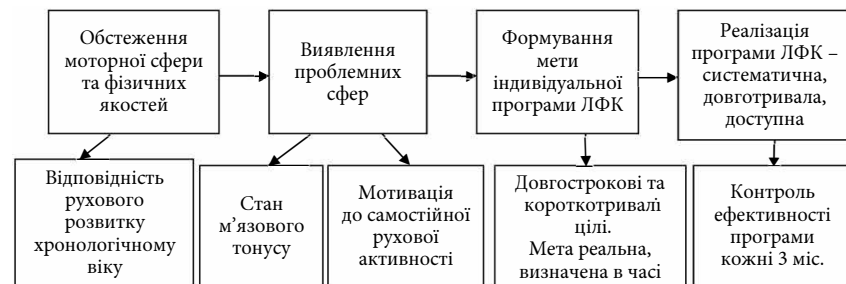 Обстеження
моторної сфери
та фізичних
якостей
Виявлення
проблемних
сфер
Формування
мети
індивідуальної
програми ЛФК
Реалізація
програми ЛФК –
систематична,
довготривала,
доступна
Відповідність
рухового
розвитку
хронологічному
віку
Стан
м’язового
тонусу
Мотивація
до самостійної
рухової
активності
Довгострокові та
короткотривалі
цілі.
Мета реальна,
визначена в часі
Контроль
ефективності
програми
кожні 3 міс.